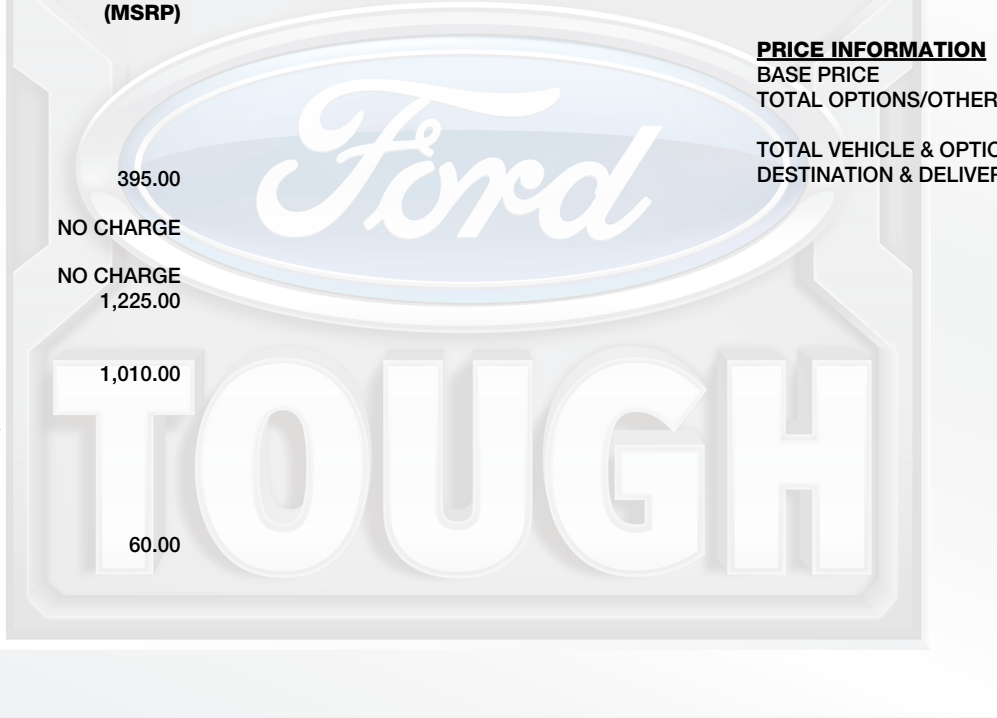 (MSRP)
PRICE INFORMATION
BASE PRICE
TOTAL OPTIONS/OTHER
TOTAL VEHICLE & OPTIO
DESTINATION & DELIVER
395.00
NO CHARGE
NO CHARGE
1,225.00
1,010.00
60.00
Ford
TOUGH